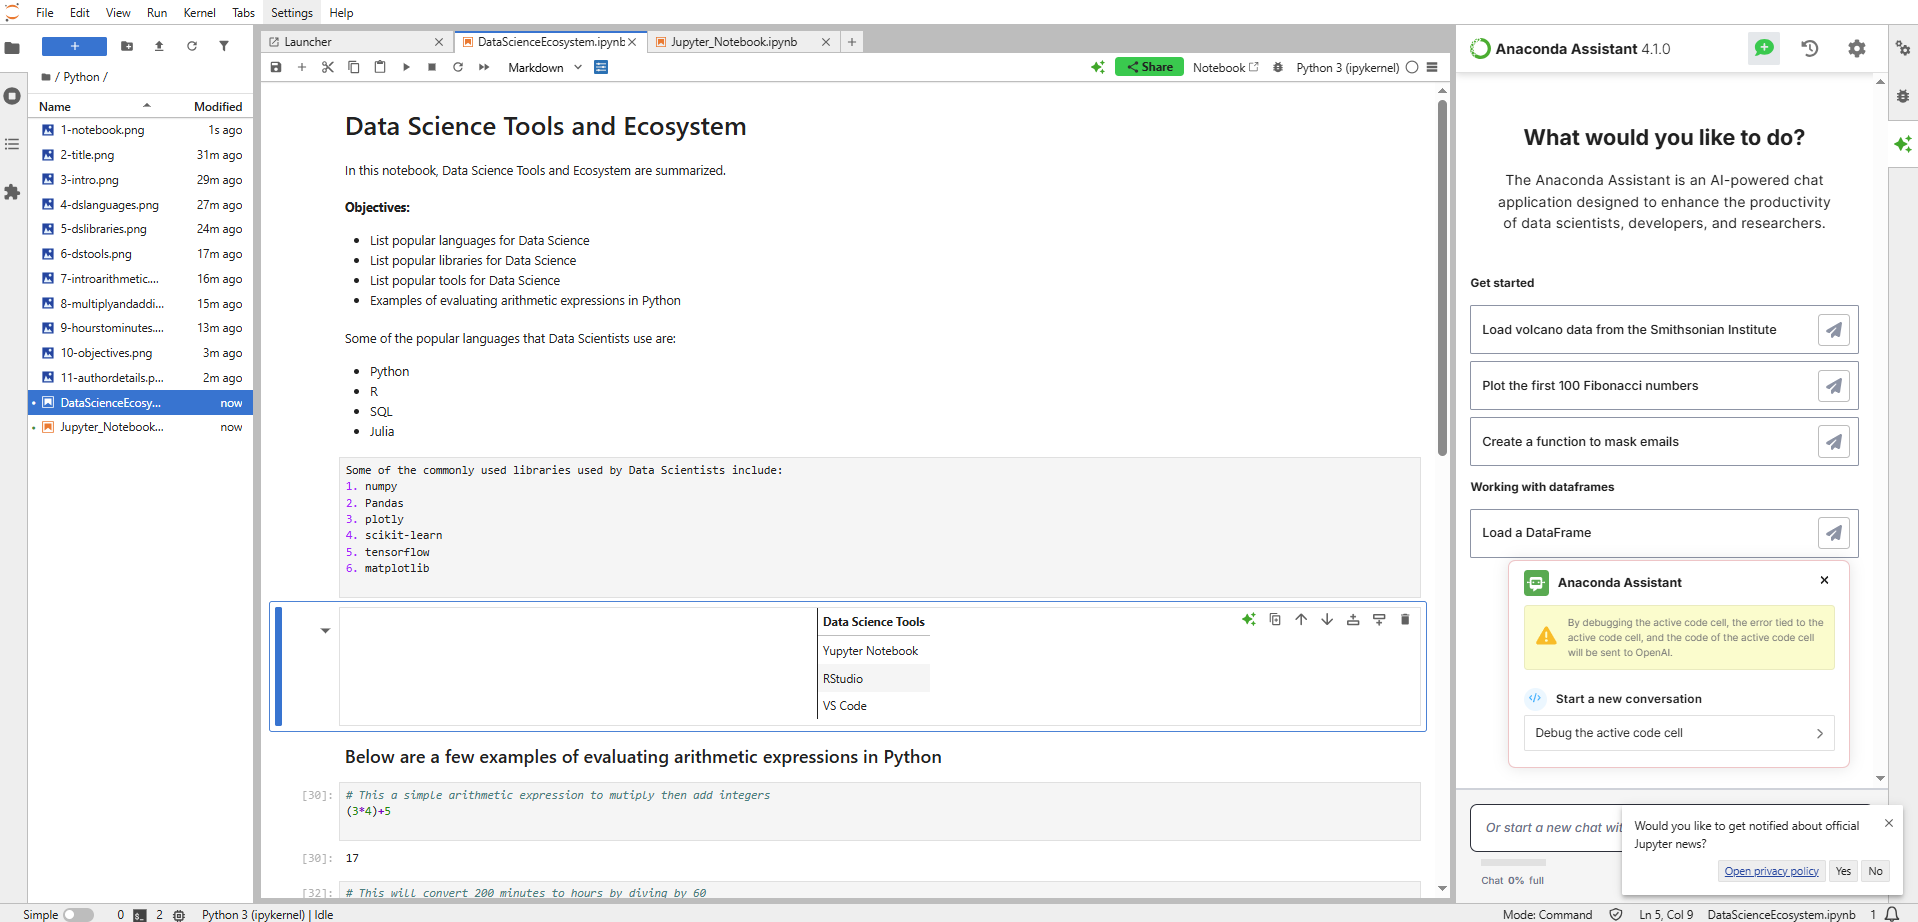 File Edit View Run Kernel Tabs Settings Help
+
/ Python /
Name Modified
1-notebook.png 1s ago
2-title.png 31m ago
3-intro.png 29m ago
4-dslanguages.png 27m ago
5-dslibraries.png 24m ago
6-dstools.png 17m ago
7-introarithmetic.... 16m ago
8-multiplyandaddi... 15m ago
9-hourstominutes.... 13m ago
10-objectives.png 3m ago
11-authordetails.p... 2m ago
DataScienceEcosy... now
Jupyter_Notebook... now
Launcher
DataScienceEcosystem.ipynb
Jupyter_Notebook.ipynb
Markdown
Share
Notebook
Python 3 (ipykernel)
Data Science Tools and Ecosystem
In this notebook, Data Science Tools and Ecosystem are summarized.
Objectives:
• List popular languages for Data Science
• List popular libraries for Data Science
• List popular tools for Data Science
• Examples of evaluating arithmetic expressions in Python
Some of the popular languages that Data Scientists use are:
• Python
• R
• SQL
• Julia
Some of the commonly used libraries used by Data Scientists include:
1. numpy
2. Pandas
3. plotly
4. scikit-learn
5. tensorflow
6. matplotlib
Data Science Tools
Yupyter Notebook
RStudio
VS Code
Below are a few examples of evaluating arithmetic expressions in Python
[30]: # This a simple arithmetic expression to mutiply then add integers
(3*4)+5
[30]: 17
[32]: # This will convert 200 minutes to hours by diving by 60
Anaconda Assistant 4.1.0
What would you like to do?
The Anaconda Assistant is an AI-powered chat
application designed to enhance the productivity
of data scientists, developers, and researchers.
Get started
Load volcano data from the Smithsonian Institute
Plot the first 100 Fibonacci numbers
Create a function to mask emails
Working with dataframes
Load a DataFrame
Anaconda Assistant
By debugging the active code cell, the error tied to the
active code cell, and the code of the active code cell
will be sent to OpenAI.
Start a new conversation
Debug the active code cell
Or start a new chat wit
Chat 0% full
Would you like to get notified about official
Jupyter news?
Open privacy policy Yes No
Simple 0 2 Python 3 (ipykernel) | Idle
Mode: Command Ln 5, Col 9 DataScienceEcosystem.ipynb 1